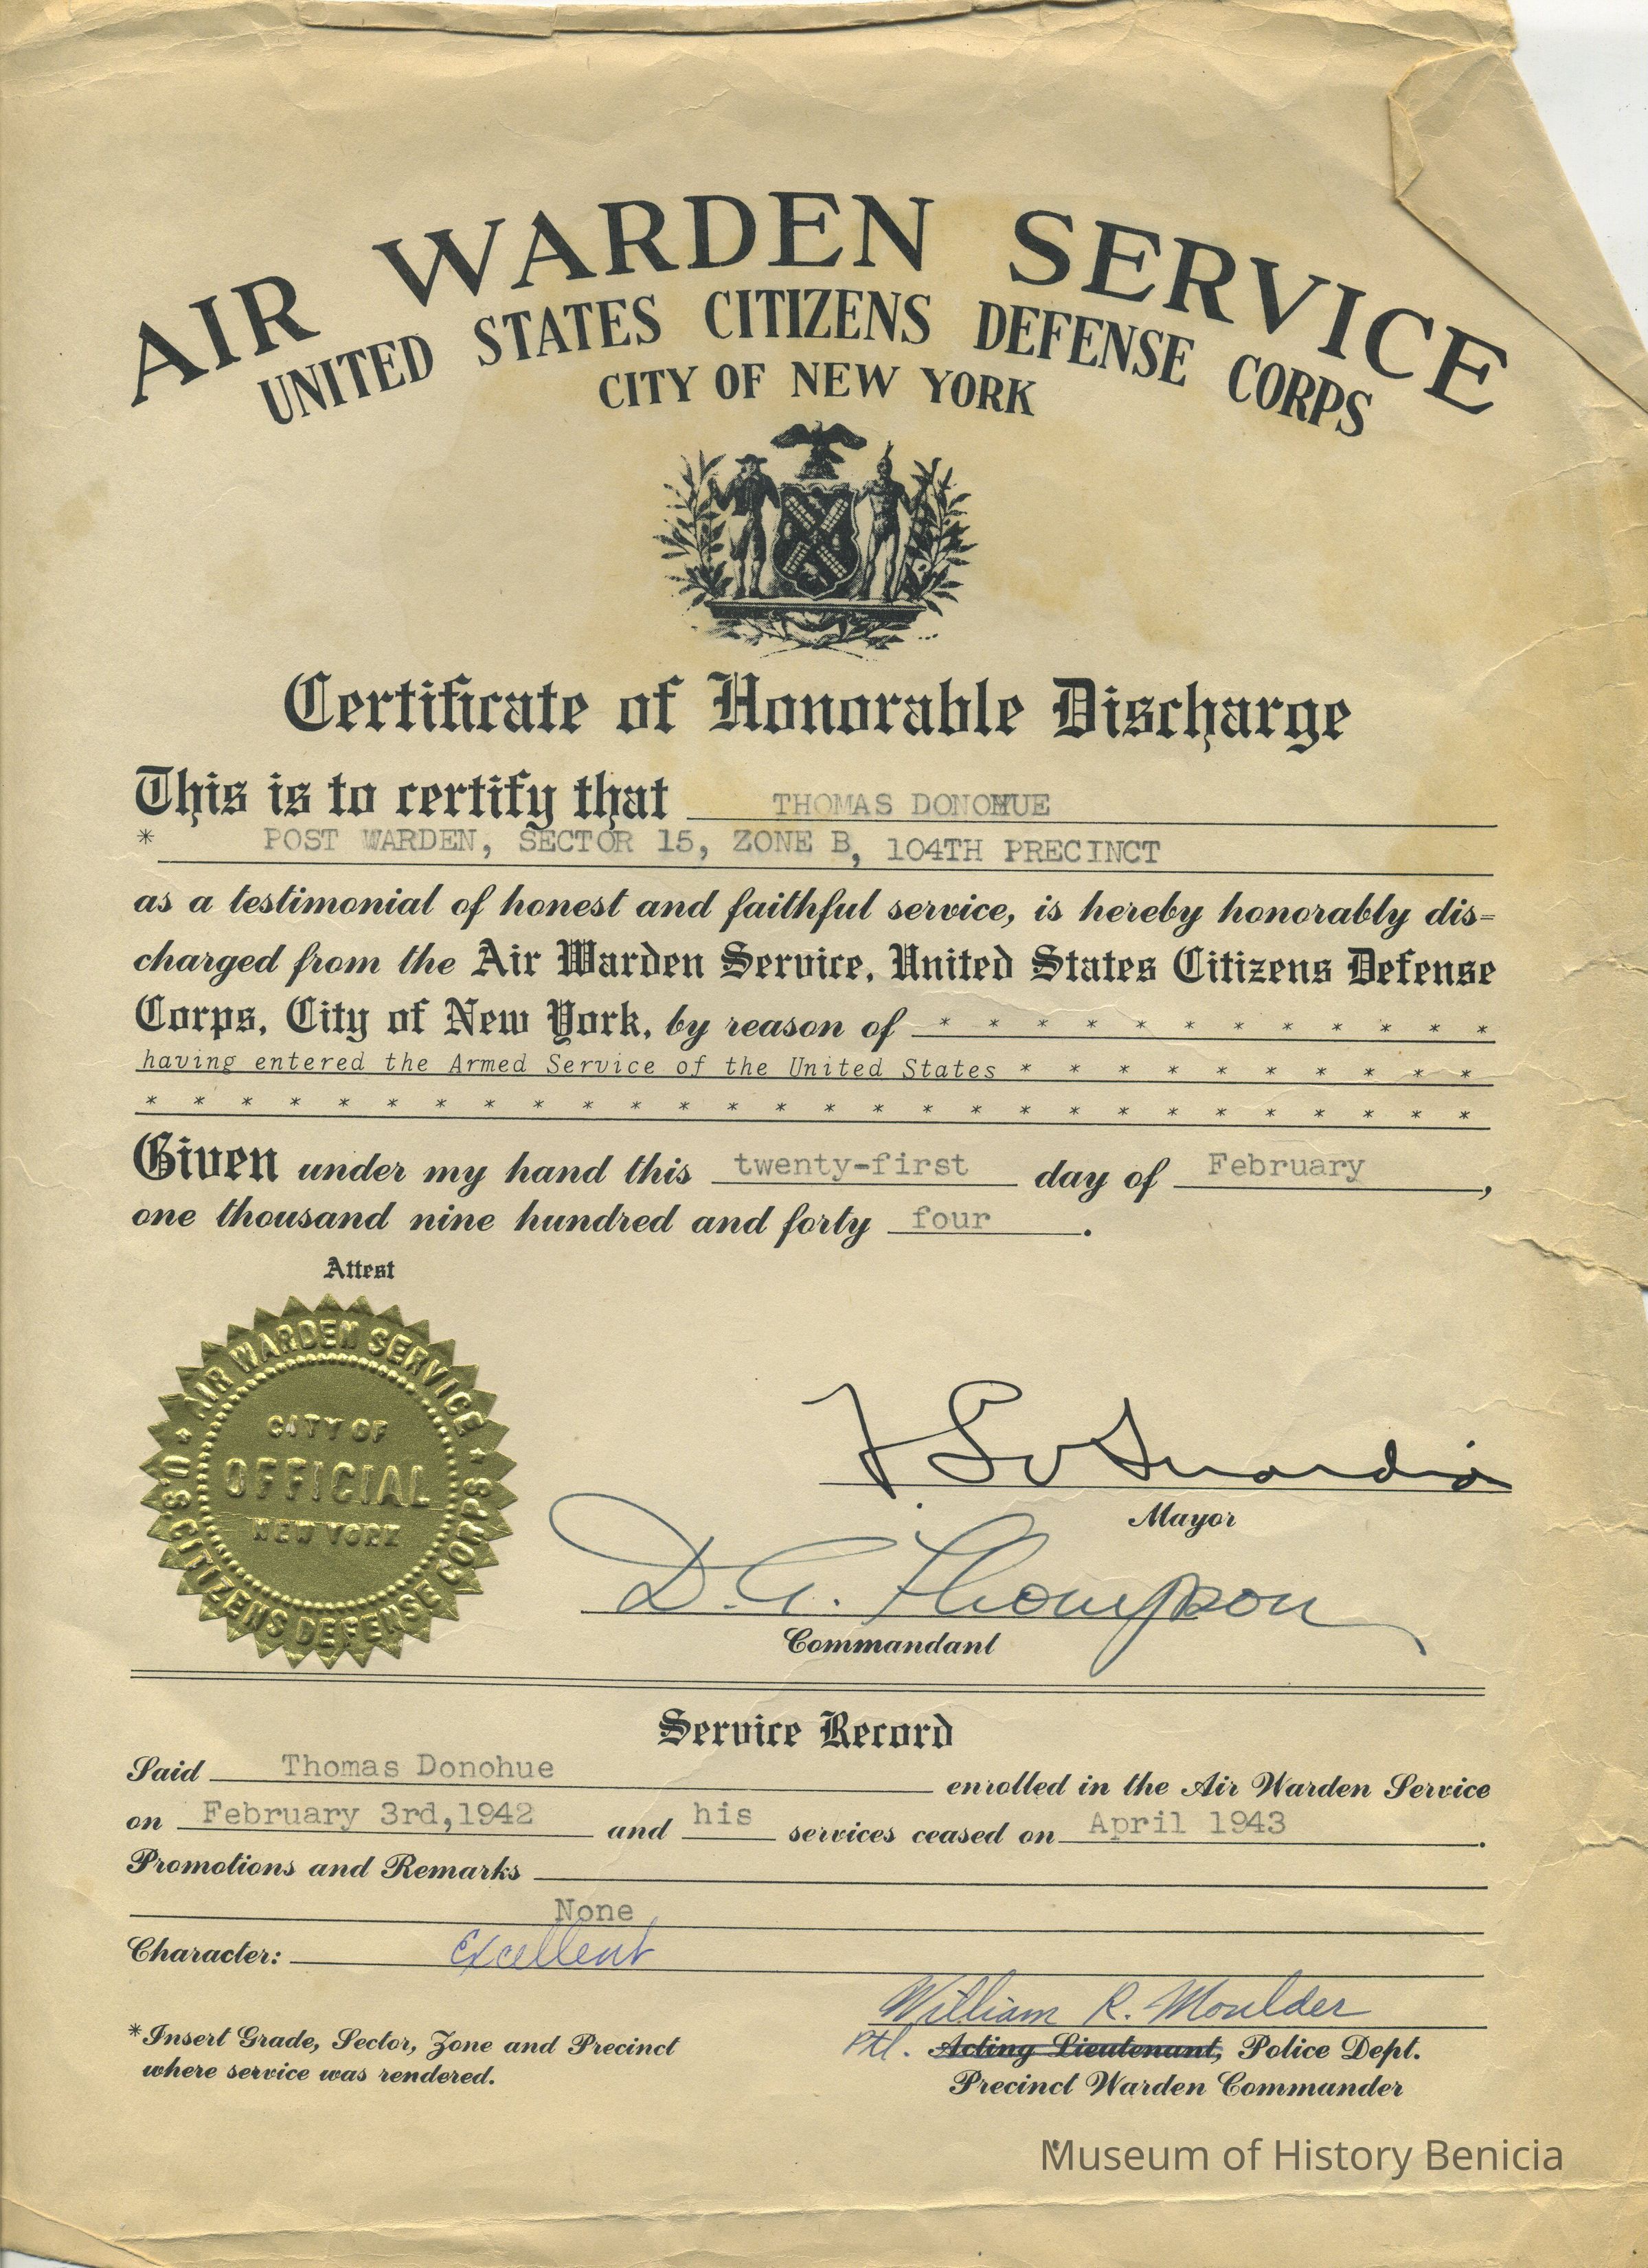 AIR WARDEN SERVICE
UNITED STATES CITIZENS DEFENSE CORPS
CITY OF NEW YORK
Certificate of Honorable Discharge
This is to certify that THOMAS DONOHUE
* POST WARDEN, SECTOR 15, ZONE B, 104TH PRECINCT
as a testimonial of honest and faithful service, is hereby honorably dis=
charged from the Air Warden Service, United States Citizens Defense
Corps, City of New York, by reason of * * * * * * * * * * * *
having entered the Armed Service of the United States * * * * * * * * * *
* * * * * * * * * * * * * * * * * * * * * * * * * * * *
Given under my hand this twenty-first day of February,
one thousand nine hundred and forty four.
Attest
AIR WARDEN SERVICE
CITY OF
OFFICIAL
NEW YORK
U.S. CITIZENS DEFENSE CORPS
F. La Guardia
Mayor
D. A. Thompson
Commandant
Service Record
Said Thomas Donohue enrolled in the Air Warden Service
on February 3rd,1942 and his services ceased on April 1943.
Promotions and Remarks
None
Character: Excellent
William R. Moulder
*Insert Grade, Sector, Zone and Precinct
where service was rendered.
Ptl. Acting Lieutenant, Police Dept.
Precinct Warden Commander
Museum of History Benicia